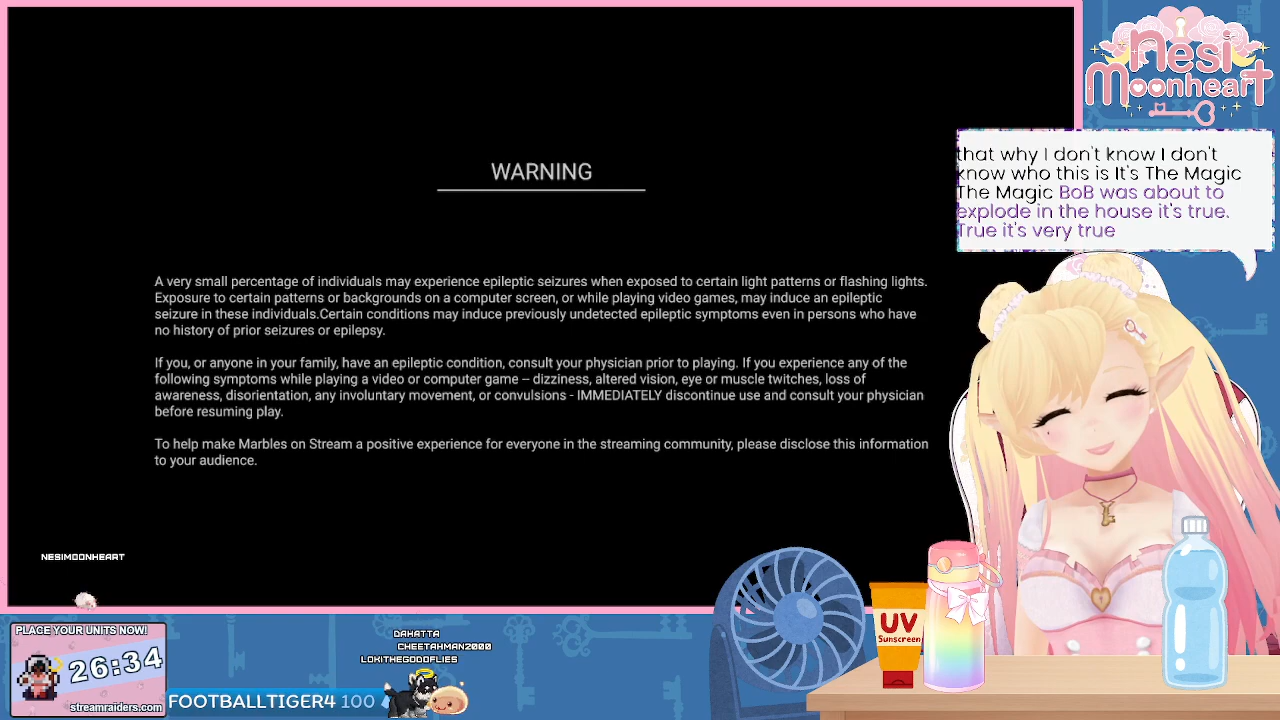 WARNING
A very small percentage of individuals may experience epileptic seizures when exposed to certain light patterns or flashing lights.
Exposure to certain patterns or backgrounds on a computer screen, or while playing video games, may induce an epileptic
seizure in these individuals.Certain conditions may induce previously undetected epileptic symptoms even in persons who have
no history of prior seizures or epilepsy.
If you, or anyone in your family, have an epileptic condition, consult your physician prior to playing. If you experience any of the
following symptoms while playing a video or computer game – dizziness, altered vision, eye or muscle twitches, loss of
awareness, disorientation, any involuntary movement, or convulsions - IMMEDIATELY discontinue use and consult your physician
before resuming play.
To help make Marbles on Stream a positive experience for everyone in the streaming community, please disclose this information
to your audience.
NESIMOONHEART
nesi
Moonheart
that why I don't know I don't
know who this is It's The Magic
The Magic BoB was about to
explode in the house it's true.
True it's very true
UV
Sunscreen
PLACE YOUR UNITS NOW!
26:34
streamraiders.com
DAHATTA
CHEETAHMAN2000
LOKITHEGODOFLIES
FOOTBALLTIGER4 100